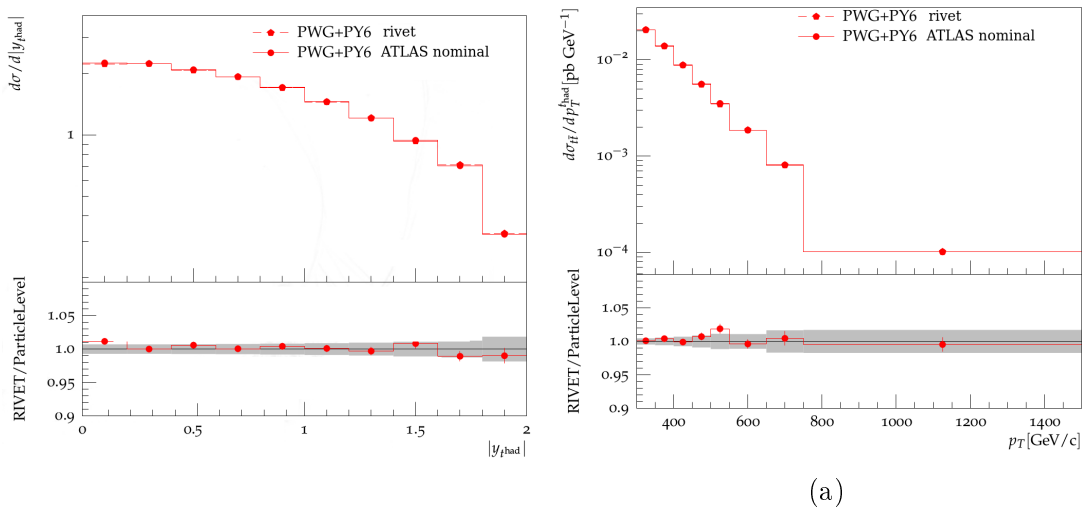 PWG+PY6 rivet
PWG+PY6 ATLAS nominal
dσ/d|y_{t^{had}}|
1
RIVET/ParticleLevel
1.05
1.0
0.95
0.9
0 0.5 1 1.5 2
|y_{t^{had}}|
PWG+PY6 rivet
PWG+PY6 ATLAS nominal
dσ_{tt̄}/dp_T^{t_{had}} [pb GeV^{−1}]
10^{−2}
10^{−3}
10^{−4}
RIVET/ParticleLevel
1.05
1.0
0.95
0.9
400 600 800 1000 1200 1400
p_T [GeV/c]
(a)